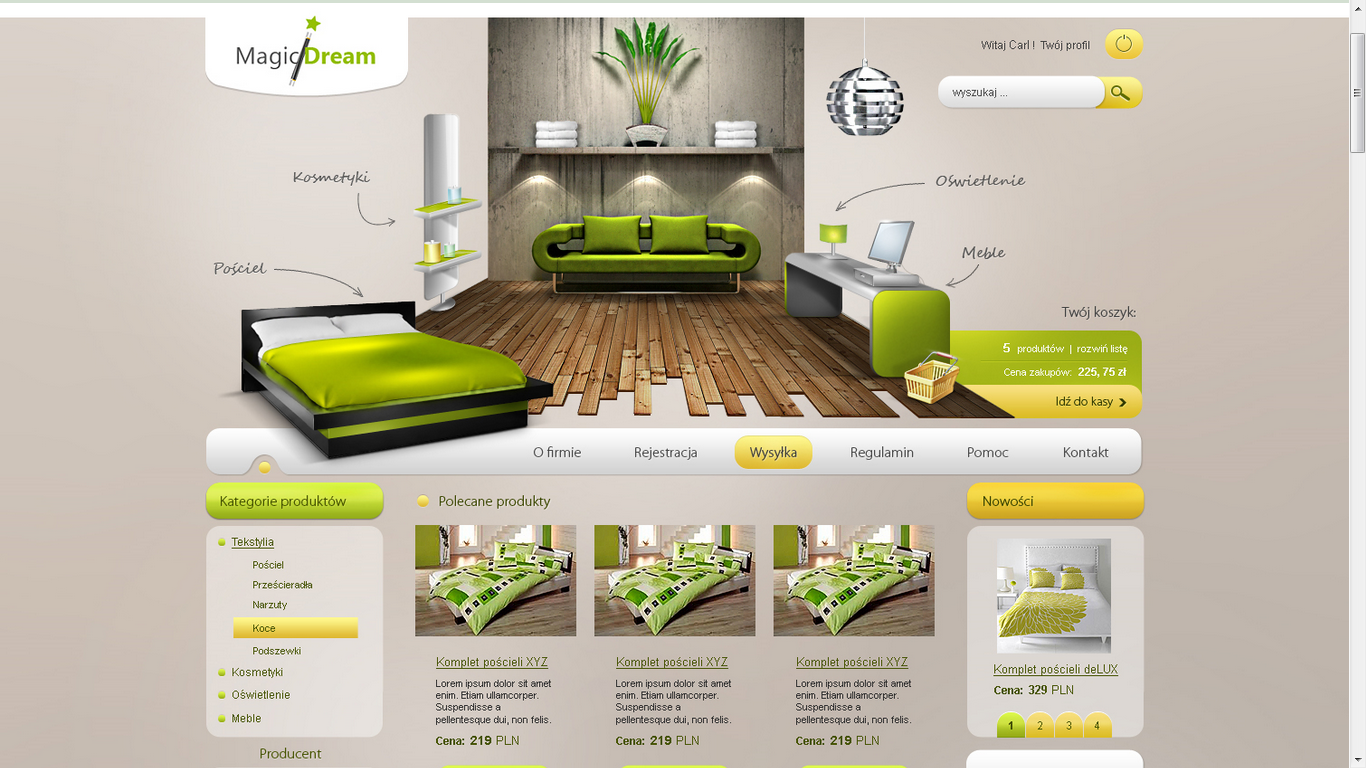 MagicDream
Witaj Carl ! Twój profil
wyszukaj ...
Kosmetyki
Oświetlenie
Pościel
Meble
Twój koszyk:
5 produktów | rozwiń listę
Cena zakupów: 225, 75 zł
Idź do kasy
O firmie Rejestracja Wysyłka Regulamin Pomoc Kontakt
Kategorie produktów
Tekstylia
Pościel
Prześcieradła
Narzuty
Koce
Podszewki
Kosmetyki
Oświetlenie
Meble
Producent
Polecane produkty
Komplet pościeli XYZ
Lorem ipsum dolor sit amet
enim. Etiam ullamcorper.
Suspendisse a
pellentesque dui, non felis.
Cena: 219 PLN
Komplet pościeli XYZ
Lorem ipsum dolor sit amet
enim. Etiam ullamcorper.
Suspendisse a
pellentesque dui, non felis.
Cena: 219 PLN
Komplet pościeli XYZ
Lorem ipsum dolor sit amet
enim. Etiam ullamcorper.
Suspendisse a
pellentesque dui, non felis.
Cena: 219 PLN
Nowości
Komplet pościeli deLUX
Cena: 329 PLN
1 2 3 4